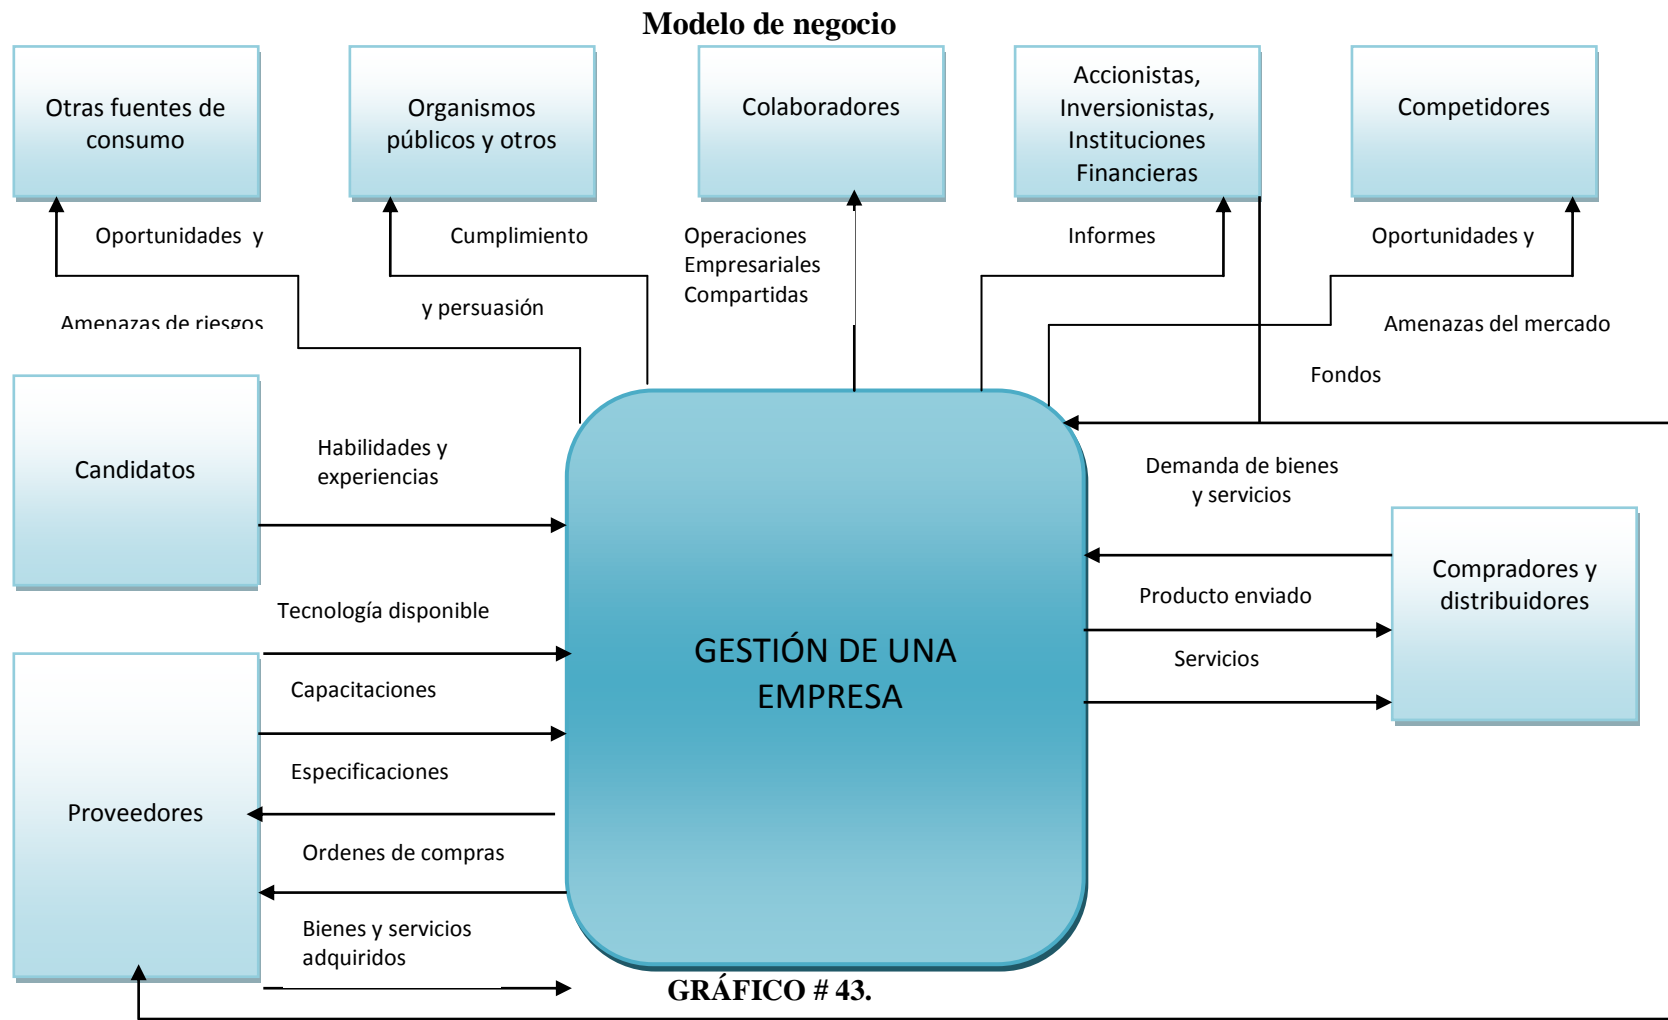 Modelo de negocio
Otras fuentes de
consumo
Organismos
públicos y otros
Colaboradores
Accionistas,
Inversionistas,
Instituciones
Financieras
Competidores
Oportunidades y
Amenazas de riesgos
Cumplimiento
y persuasión
Operaciones
Empresariales
Compartidas
Informes
Oportunidades y
Amenazas del mercado
Fondos
Candidatos
Habilidades y
experiencias
Demanda de bienes
y servicios
Compradores y
distribuidores
Producto enviado
Servicios
Tecnología disponible
Capacitaciones
Especificaciones
Proveedores
Ordenes de compras
Bienes y servicios
adquiridos
GESTIÓN DE UNA
EMPRESA
GRÁFICO # 43.